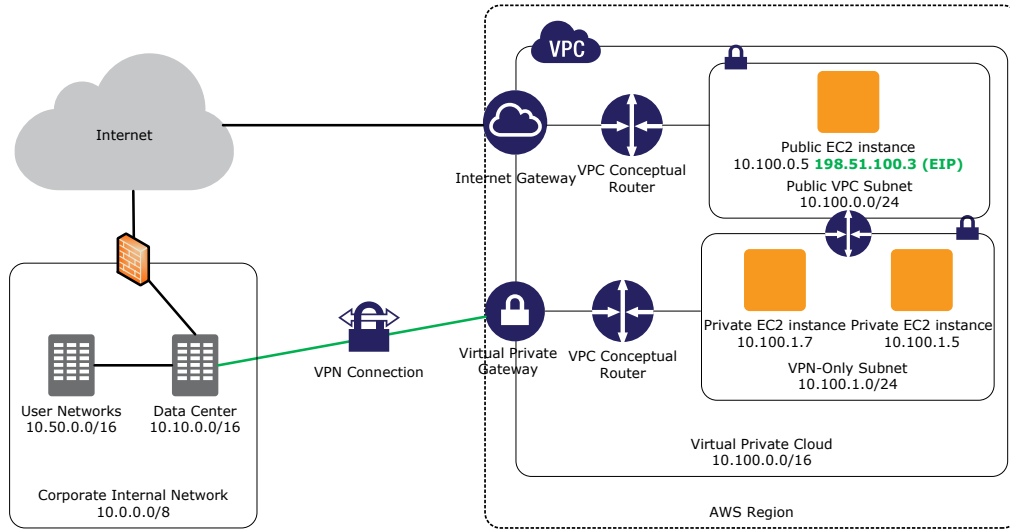 VPC
Internet
Internet Gateway
VPC Conceptual
Router
Public EC2 instance
10.100.0.5 198.51.100.3 (EIP)
Public VPC Subnet
10.100.0.0/24
User Networks
10.50.0.0/16
Data Center
10.10.0.0/16
Corporate Internal Network
10.0.0.0/8
VPN Connection
Virtual Private
Gateway
VPC Conceptual
Router
Private EC2 instance
10.100.1.7
Private EC2 instance
10.100.1.5
VPN-Only Subnet
10.100.1.0/24
Virtual Private Cloud
10.100.0.0/16
AWS Region